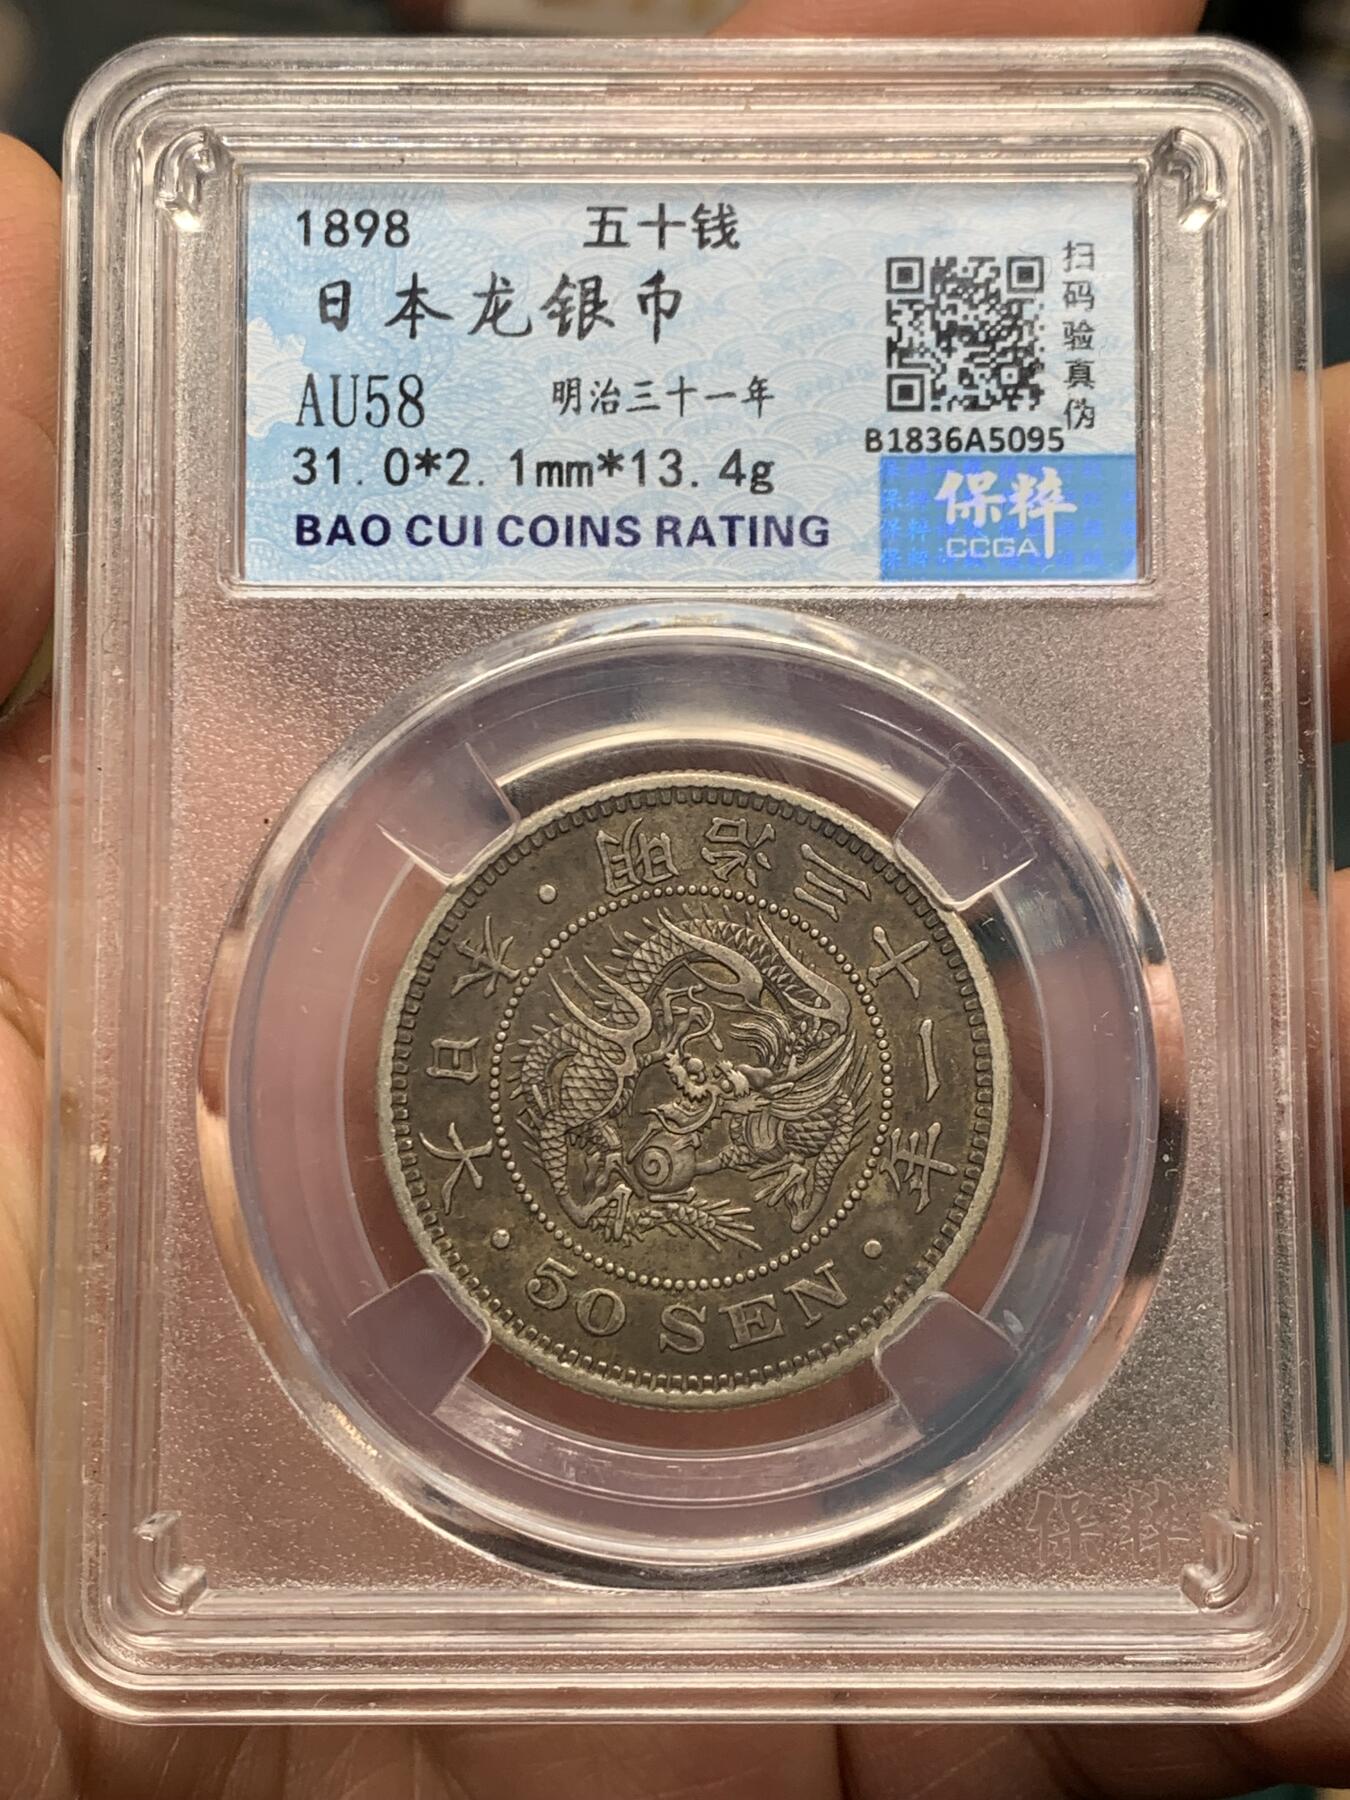 1898 五十钱
日本龙银币
AU58 明治三十一年
31.0*2.1mm*13.4g
BAO CUI COINS RATING
扫码验真伪
B1836A5095
保粹
CCGA
大日本 · 明治三十一年 ·
50 SEN
保粹